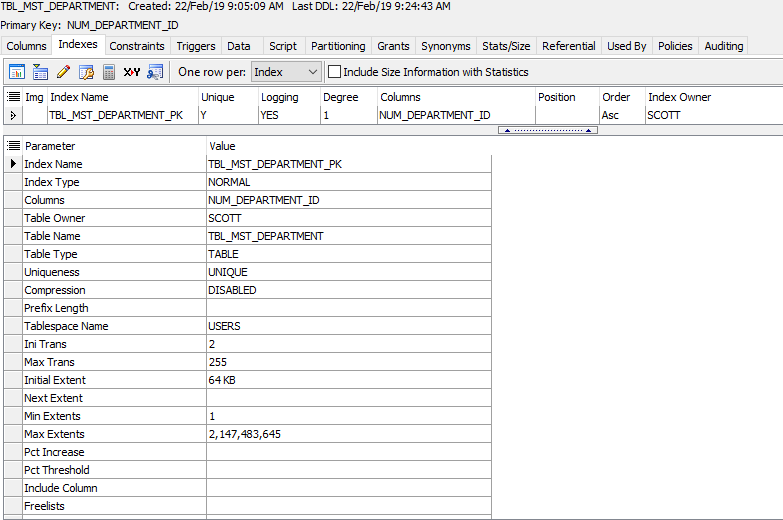 TBL_MST_DEPARTMENT: Created: 22/Feb/19 9:05:09 AM Last DDL: 22/Feb/19 9:24:43 AM
Primary Key: NUM_DEPARTMENT_ID
Columns Indexes Constraints Triggers Data Script Partitioning Grants Synonyms Stats/Size Referential Used By Policies Auditing
X↔Y One row per: Index Include Size Information with Statistics
Img Index Name Unique Logging Degree Columns Position Order Index Owner
TBL_MST_DEPARTMENT_PK Y YES 1 NUM_DEPARTMENT_ID Asc SCOTT
Parameter Value
Index Name TBL_MST_DEPARTMENT_PK
Index Type NORMAL
Columns NUM_DEPARTMENT_ID
Table Owner SCOTT
Table Name TBL_MST_DEPARTMENT
Table Type TABLE
Uniqueness UNIQUE
Compression DISABLED
Prefix Length
Tablespace Name USERS
Ini Trans 2
Max Trans 255
Initial Extent 64 KB
Next Extent
Min Extents 1
Max Extents 2,147,483,645
Pct Increase
Pct Threshold
Include Column
Freelists